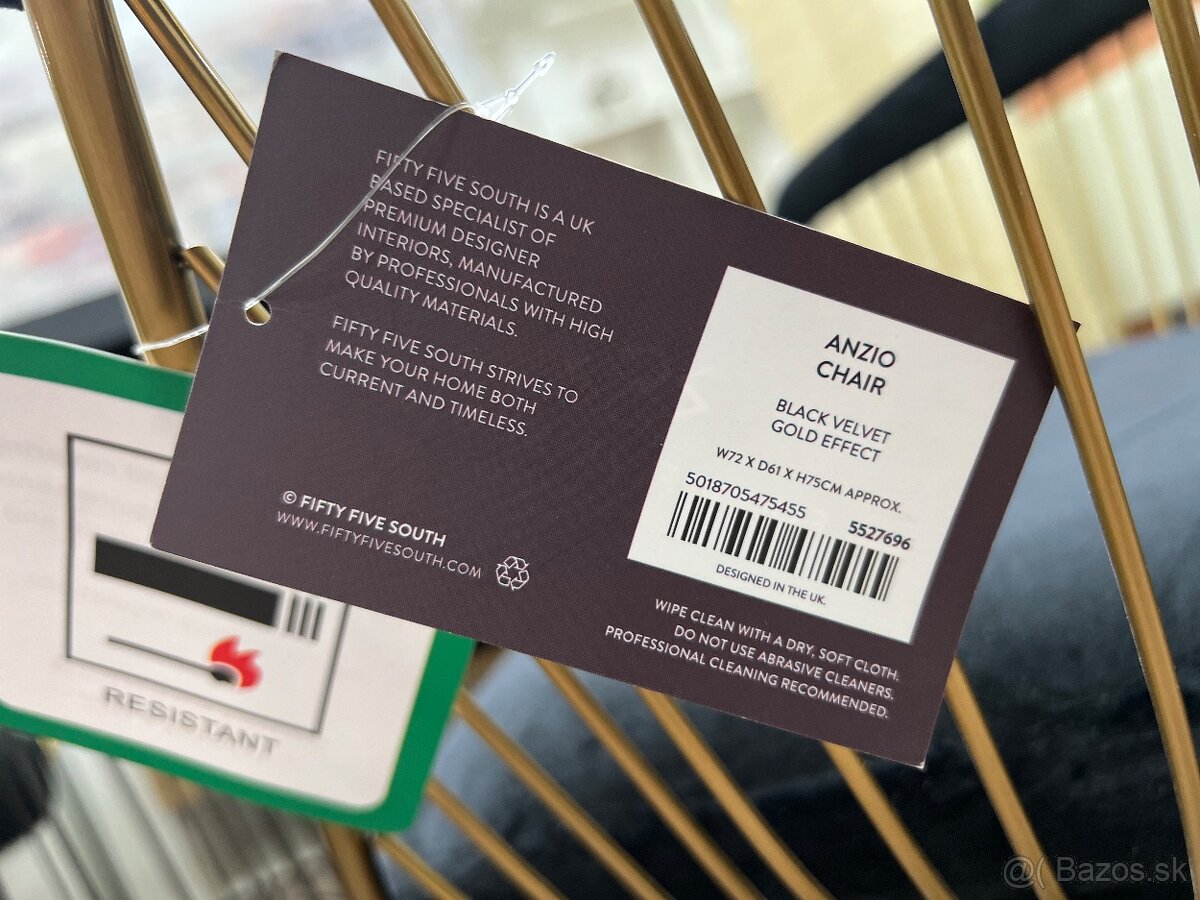 FIFTY FIVE SOUTH IS A UK
BASED SPECIALIST OF
PREMIUM DESIGNER
INTERIORS, MANUFACTURED
BY PROFESSIONALS WITH HIGH
QUALITY MATERIALS.
FIFTY FIVE SOUTH STRIVES TO
MAKE YOUR HOME BOTH
CURRENT AND TIMELESS.
© FIFTY FIVE SOUTH
WWW.FIFTYFIVESOUTH.COM
ANZIO
CHAIR
BLACK VELVET
GOLD EFFECT
W72 X D61 X H75CM APPROX.
5018705475455 5527696
DESIGNED IN THE UK.
WIPE CLEAN WITH A DRY, SOFT CLOTH.
DO NOT USE ABRASIVE CLEANERS.
PROFESSIONAL CLEANING RECOMMENDED.
RESISTANT
@( Bazos.sk